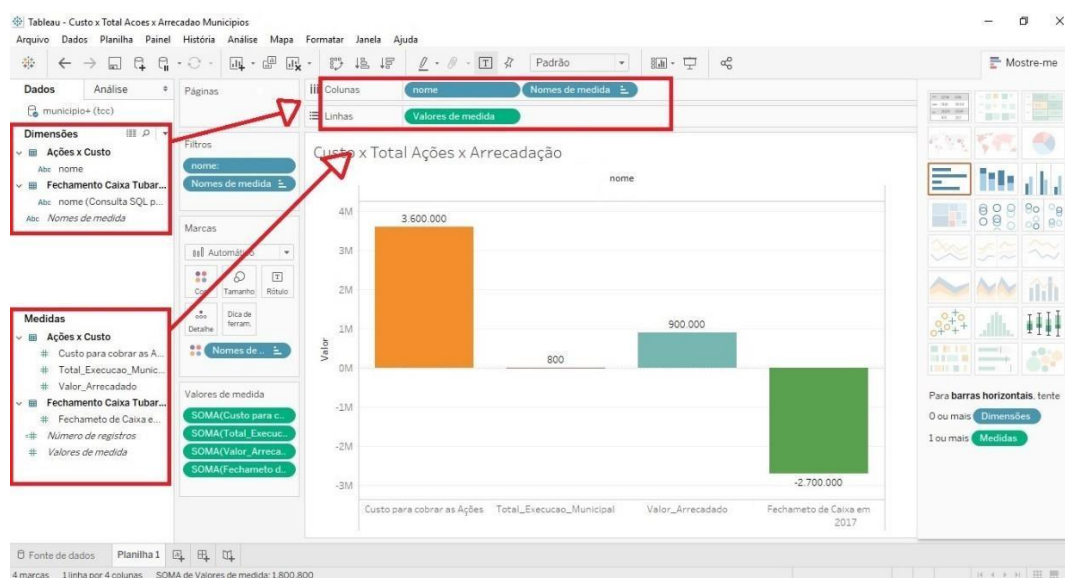 Tableau - Custo x Total Acoes x Arrecadao Municipios
Arquivo Dados Planilha Painel História Análise Mapa Formatar Janela Ajuda
Padrão
Mostre-me
Dados Análise
municipio+ (tcc)
Dimensões
Ações x Custo
Abc nome
Fechamento Caixa Tubar...
Abc nome (Consulta SQL p...
Abc Nomes de medida
Medidas
Ações x Custo
# Custo para cobrar as A...
# Total_Execucao_Munic...
# Valor_Arrecadado
Fechamento Caixa Tubar...
# Fechameto de Caixa e...
=# Número de registros
# Valores de medida
Páginas
Filtros
nome:
Nomes de medida
Marcas
Automático
Cor Tamanho Rótulo
Detalhe Dica de ferram.
Nomes de ..
Valores de medida
SOMA(Custo para c..
SOMA(Total_Execuc..
SOMA(Valor_Arreca..
SOMA(Fechameto d..
Colunas nome Nomes de medida
Linhas Valores de medida
Custo x Total Ações x Arrecadação
nome
4M
3M
2M
1M
0M
-1M
-2M
-3M
Valor
3.600.000
800
900.000
-2.700.000
Custo para cobrar as Ações
Total_Execucao_Municipal
Valor_Arrecadado
Fechameto de Caixa em
2017
Para barras horizontais, tente
0 ou mais Dimensões
1 ou mais Medidas
Fonte de dados Planilha 1
4 marcas 1 linha por 4 colunas SOMA de Valores de medida: 1.800.800